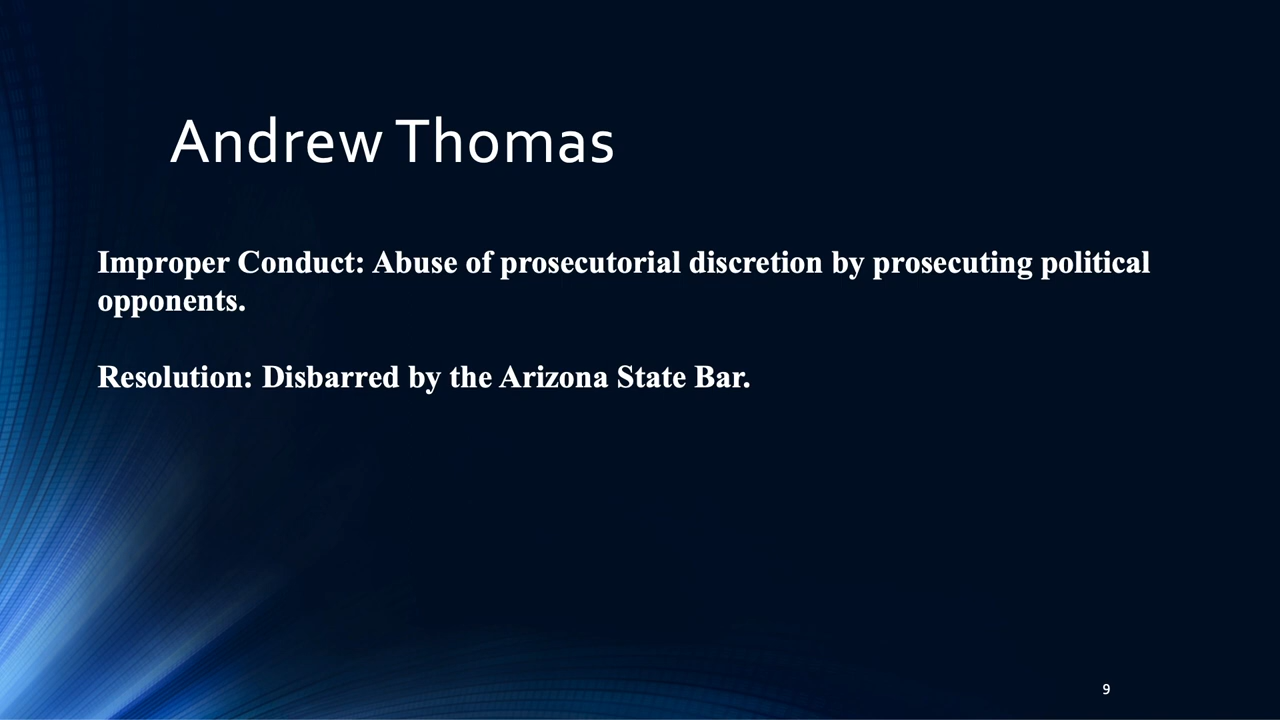 Andrew Thomas
Improper Conduct: Abuse of prosecutorial discretion by prosecuting political
opponents.
Resolution: Disbarred by the Arizona State Bar.
9